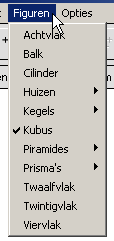 Figuren Opties
Achtvlak
Balk
Cilinder
Huizen
Kegels
Kubus
Piramides
Prisma's
Twaalfvlak
Twintigvlak
Viervlak